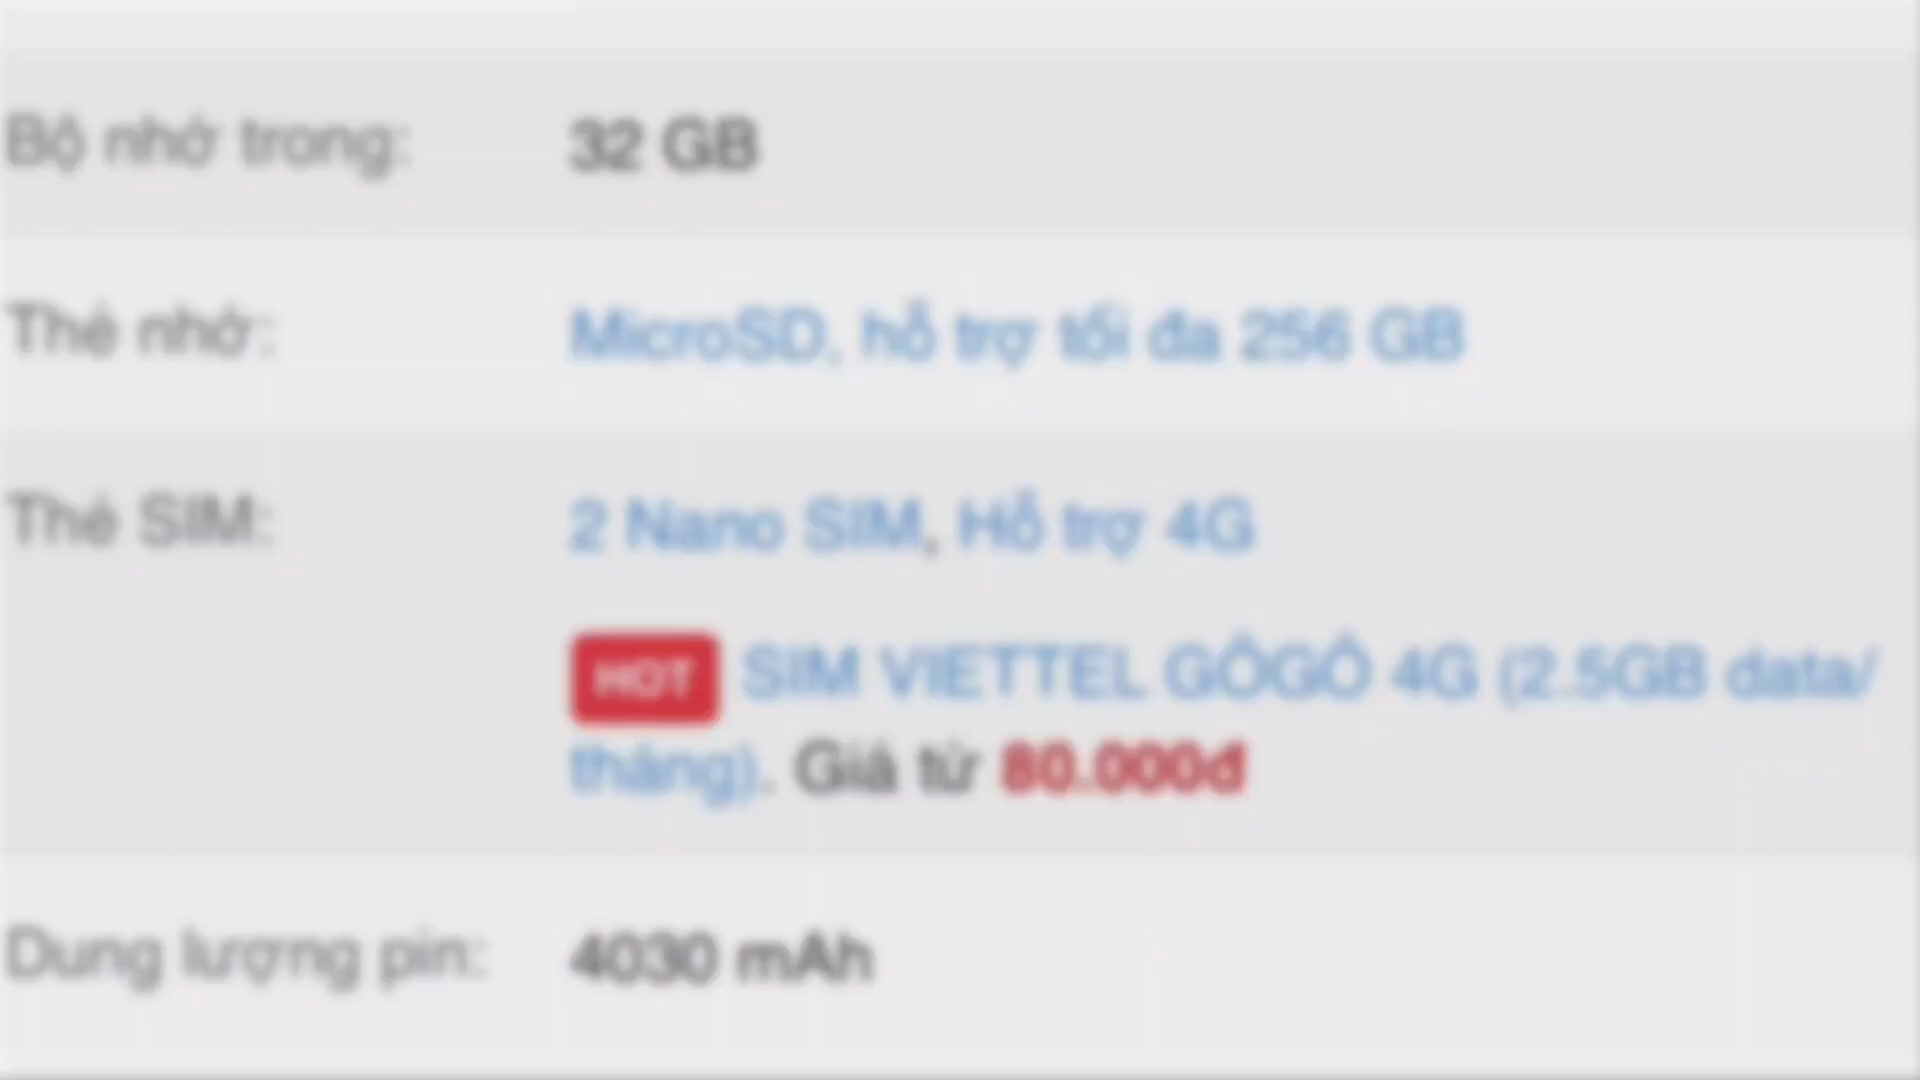 Bộ nhớ trong: 32 GB
Thẻ nhớ: MicroSD, hỗ trợ tối đa 256 GB
Thẻ SIM: 2 Nano SIM, Hỗ trợ 4G
HOT SIM VIETTEL GÔGÔ 4G (2.5GB data/
tháng). Giá từ 80.000đ
Dung lượng pin: 4030 mAh